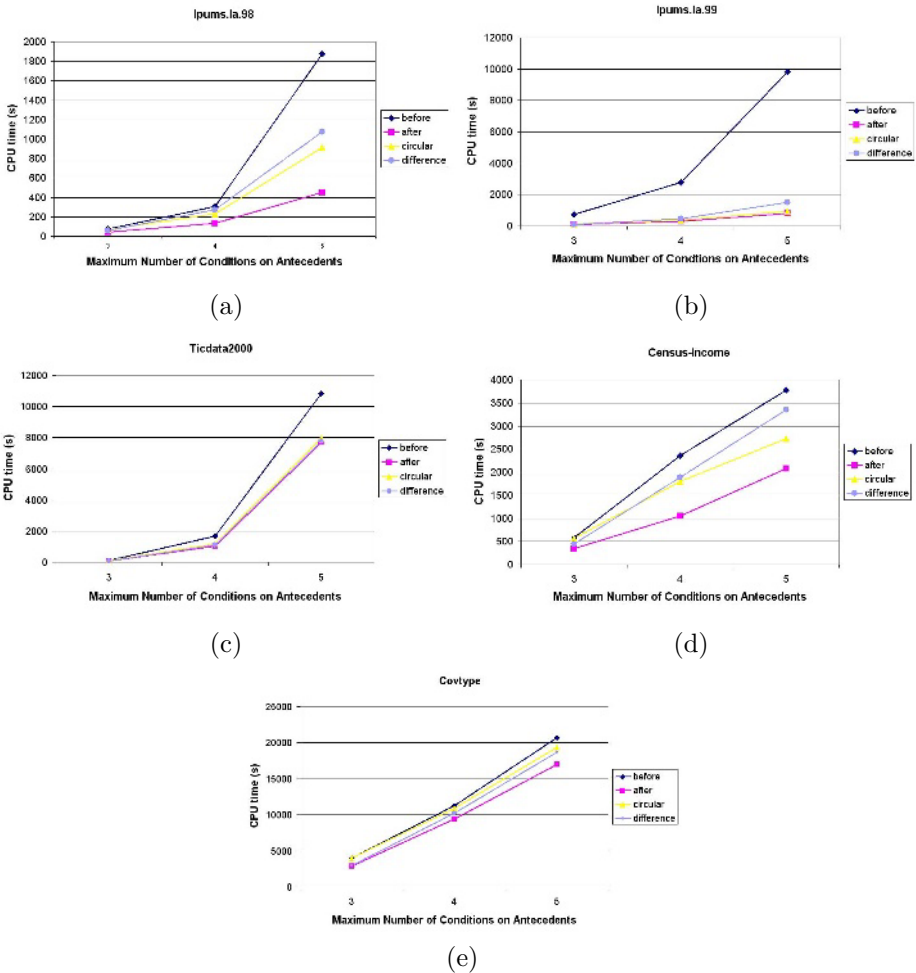 Ipums.la.98
2000
1800
1600
1400
1200
1000
800
600
400
200
0
CPU time (s)
4
Maximum Number of Conditions on Antecedents
before
after
circular
difference
(a)
Ipums.la.99
12000
10000
8000
6000
4000
2000
0
CPU time (s)
3 4 5
Maximum Number of Condtions on Antecedents
before
after
circular
difference
(b)
Ticdata2000
12000
10000
8000
6000
4000
2000
0
CPU time (s)
3 4 5
Maximum Number of Conditions on Antecedents
before
after
circular
difference
(c)
Census-income
4000
3500
3000
2500
2000
1500
1000
500
0
CPU time (s)
3 4 5
Maximum Number of Conditions on Antecedents
before
after
circular
difference
(d)
Covtype
25000
20000
15000
10000
5000
0
CPU time (s)
3 4 5
Maximum Number of Conditions on Antecedents
before
after
circular
difference
(e)